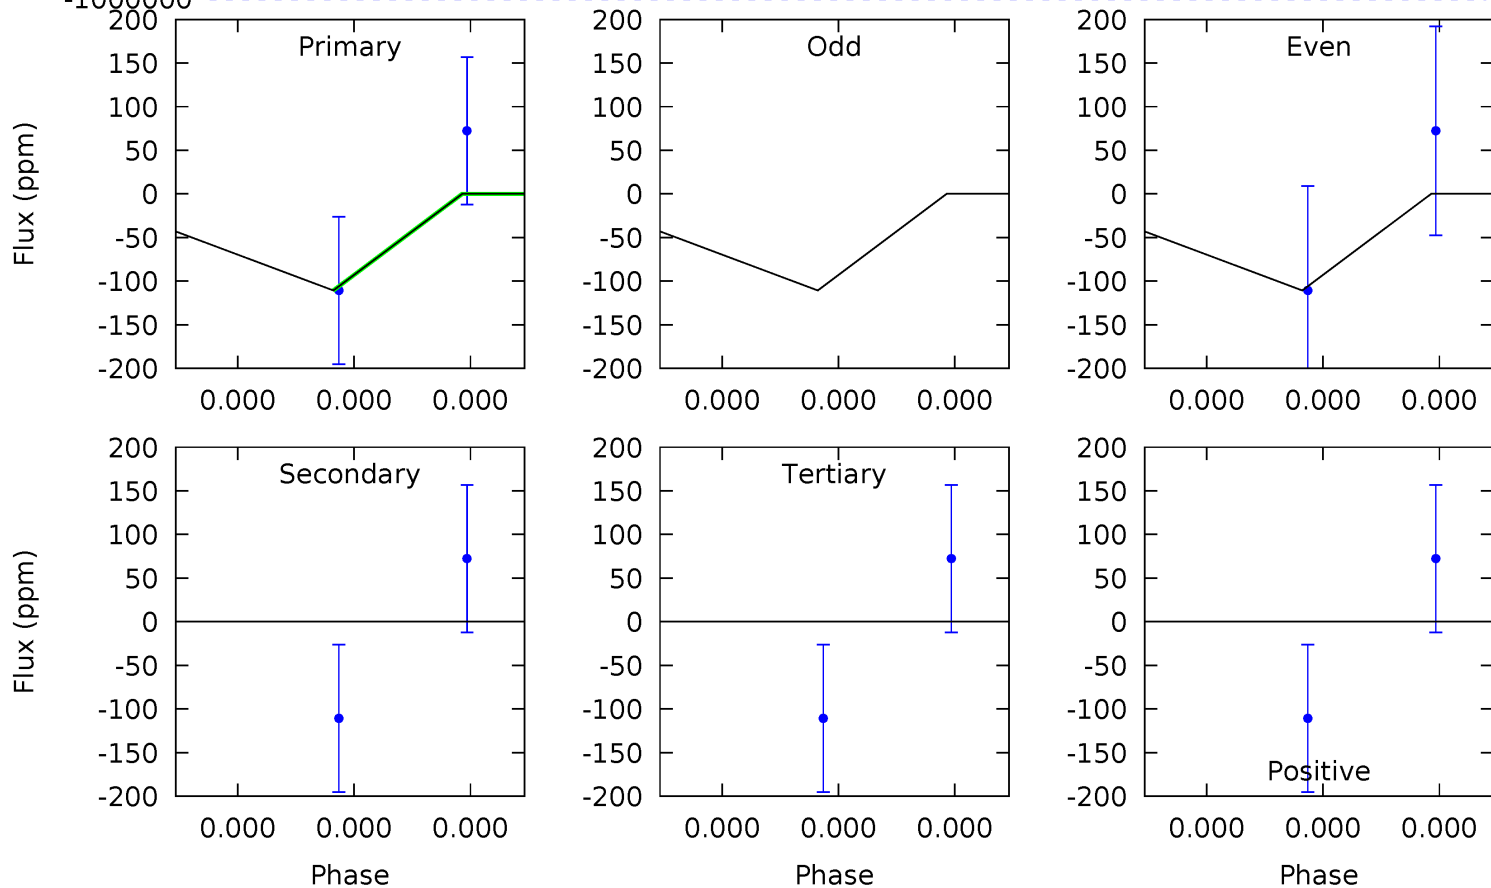 -1000000
Primary Odd Even
200 200 200
150 150 150
100 100 100
50 50 50
0 0 0
-50 -50 -50
-100 -100 -100
-150 -150 -150
-200 -200 -200
Flux (ppm)
0.000 0.000 0.000 0.000 0.000 0.000 0.000 0.000 0.000
Secondary Tertiary
200 200 200
150 150 150
100 100 100
50 50 50
0 0 0
-50 -50 -50
-100 -100 -100
-150 -150 -150
-200 -200 -200
Flux (ppm)
Positive
0.000 0.000 0.000 0.000 0.000 0.000 0.000 0.000 0.000
Phase Phase Phase